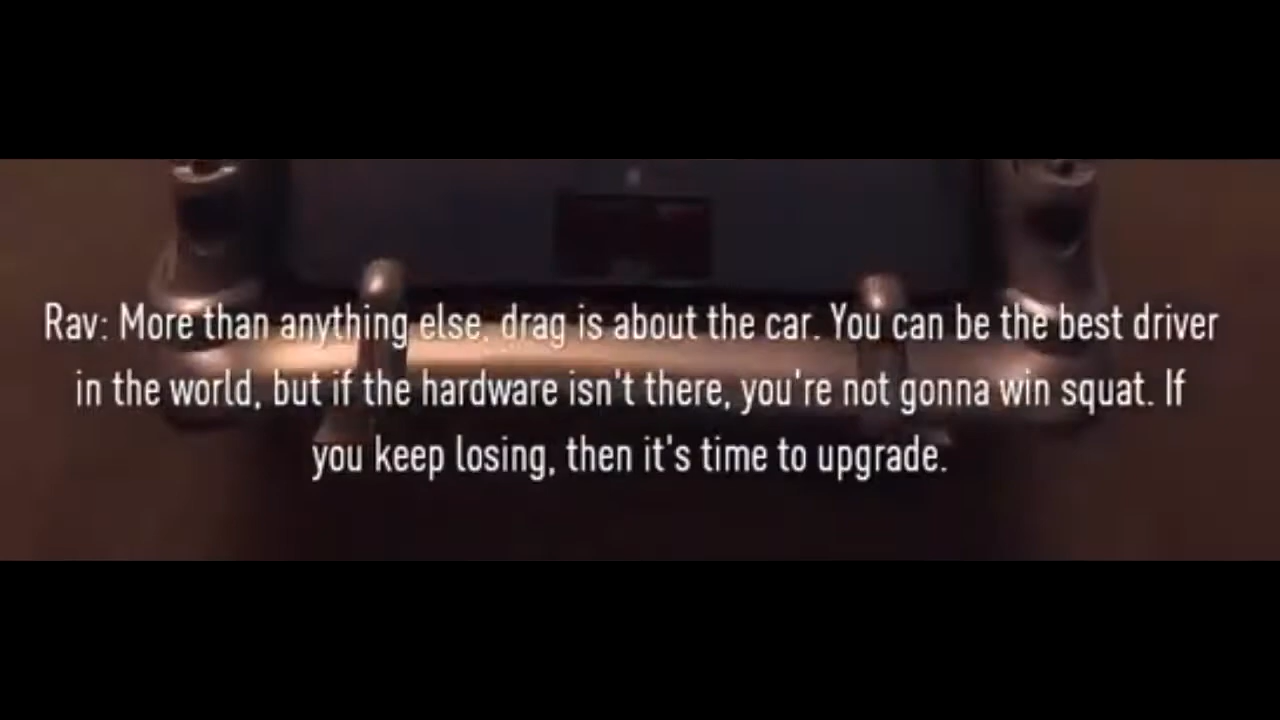 Rav: More than anything else, drag is about the car. You can be the best driver
in the world, but if the hardware isn't there, you're not gonna win squat. If
you keep losing, then it's time to upgrade.